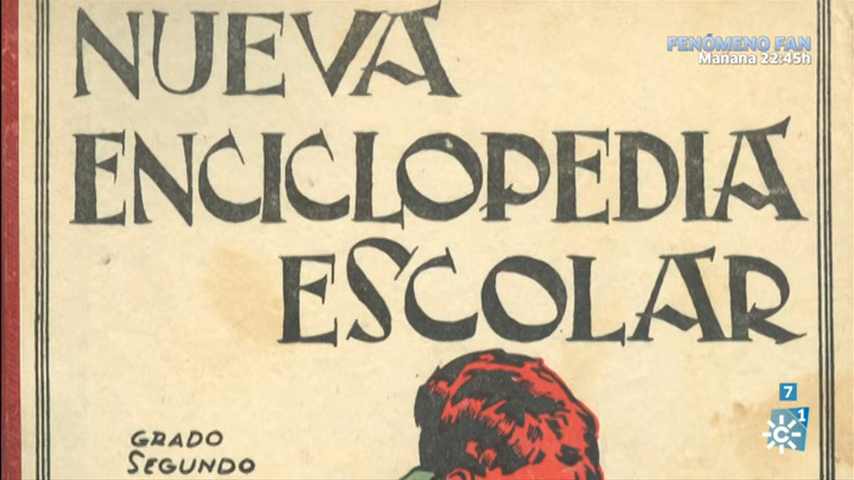 NUEVA
ENCICLOPEDIA
ESCOLAR
GRADO
SEGUNDO
FENÓMENO FAN
Mañana 22:45h
7
1